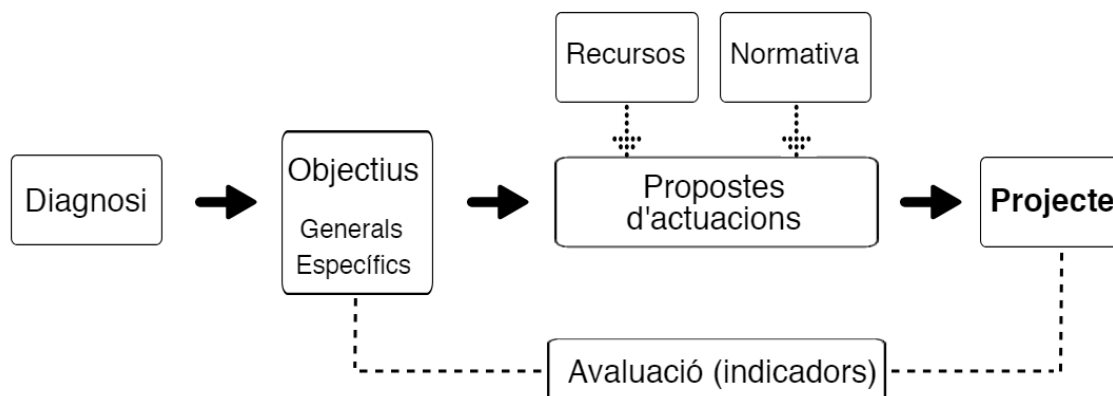 Recursos
Normativa
Diagnosi
Objectius
Generals
Específics
Propostes
d'actuacions
Projecte
Avaluació (indicadors)